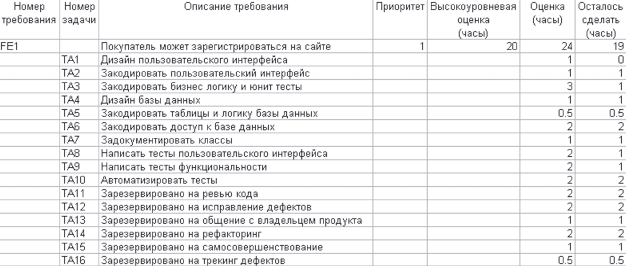 Номер требования Номер задачи Описание требования Приоритет Высокоуровневая оценка (часы) Оценка (часы) Осталось сделать (часы)
FE1 Покупатель может зарегистрироваться на сайте 1 20 24 19
TA1 Дизайн пользовательского интерфейса 1 0
TA2 Закодировать пользовательский интерфейс 1 1
TA3 Закодировать бизнес логику и юнит тесты 3 1
TA4 Дизайн базы данных 1 1
TA5 Закодировать таблицы и логику базы данных 0.5 0.5
TA6 Закодировать доступ к базе данных 2 2
TA7 Задокументировать классы 1 1
TA8 Написать тесты пользовательского интерфейса 2 1
TA9 Написать тесты функциональности 2 1
TA10 Автоматизировать тесты 2 2
TA11 Зарезервировано на ревью кода 2 2
TA12 Зарезервировано на исправление дефектов 2 2
TA13 Зарезервировано на общение с владельцем продукта 1 1
TA14 Зарезервировано на рефакторинг 2 2
TA15 Зарезервировано на самосовершенствование 1 1
TA16 Зарезервировано на трекинг дефектов 0.5 0.5